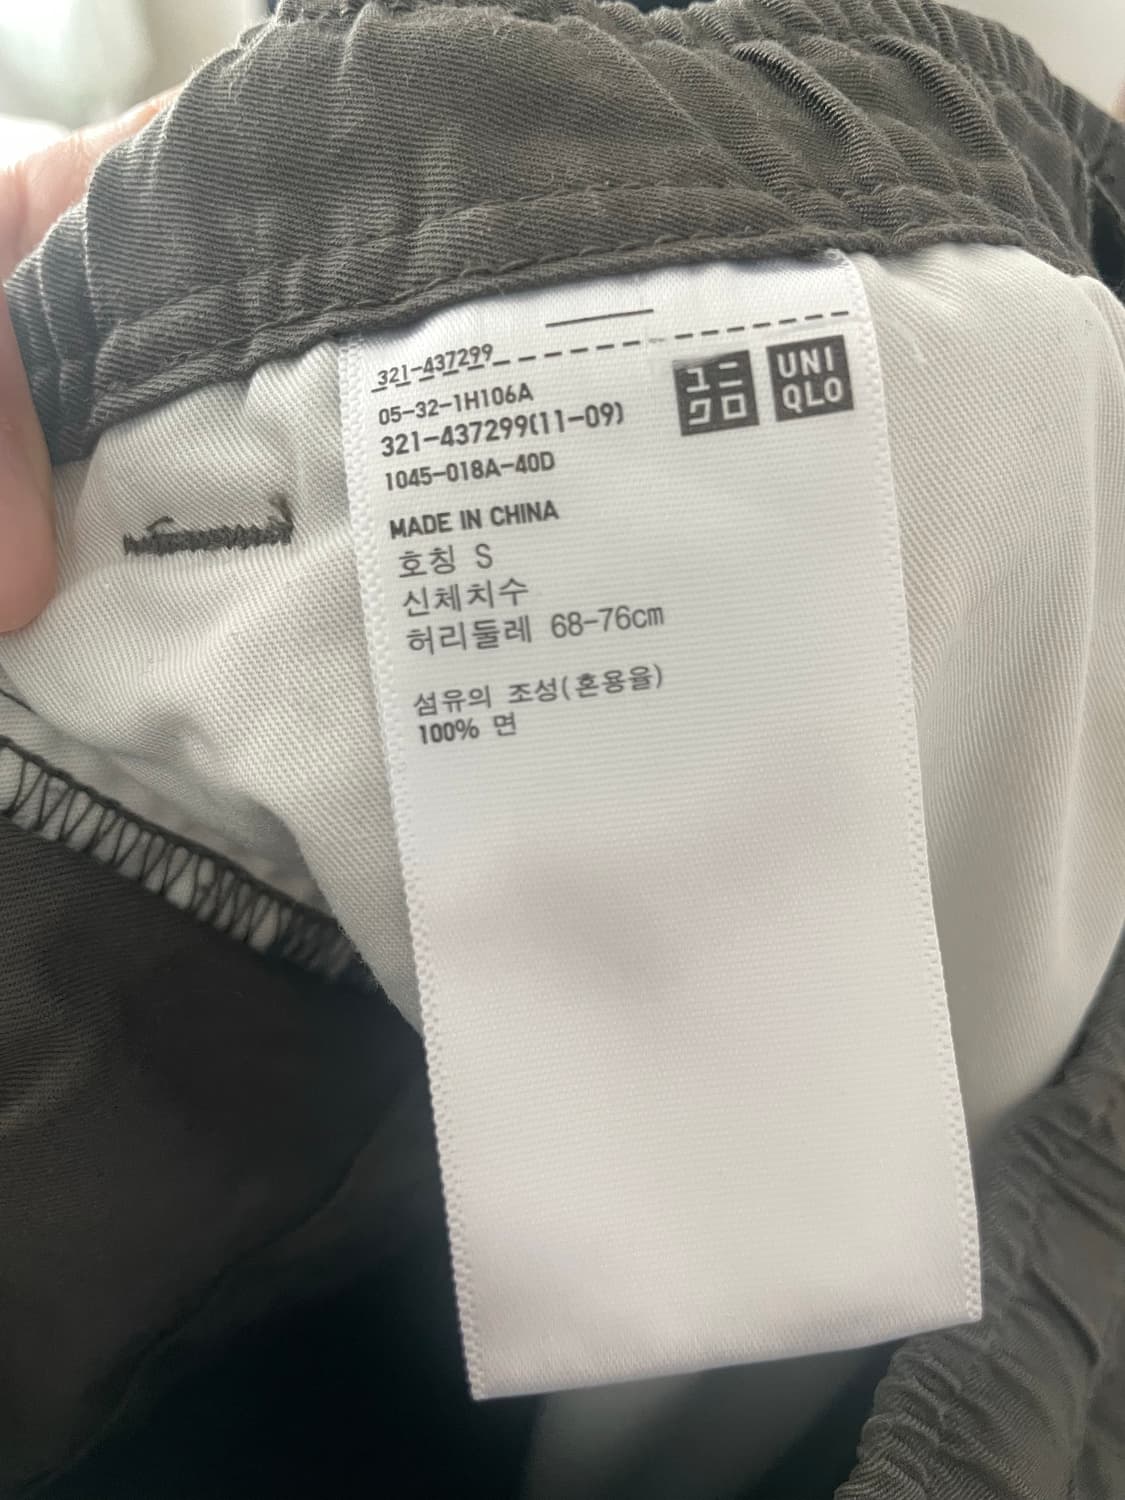 321-437299
ユニ
クロ
UNI
QLO
05-32-1H106A
321-437299(11-09)
1045-018A-40D
MADE IN CHINA
호칭 S
신체치수
허리둘레 68-76cm
섬유의 조성(혼용율)
100% 면